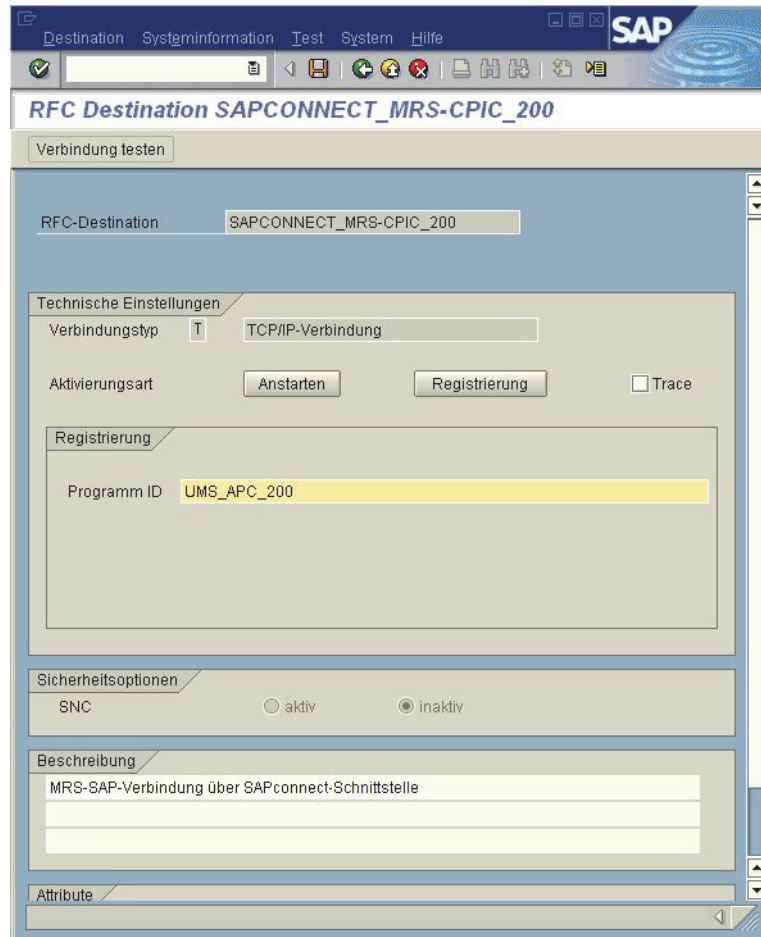 Destination Systeminformation Test System Hilfe
SAP
RFC Destination SAPCONNECT_MRS-CPIC_200
Verbindung testen
RFC-Destination SAPCONNECT_MRS-CPIC_200
Technische Einstellungen
Verbindungstyp T TCP/IP-Verbindung
Aktivierungsart Anstarten Registrierung Trace
Registrierung
Programm ID UMS_APC_200
Sicherheitsoptionen
SNC aktiv inaktiv
Beschreibung
MRS-SAP-Verbindung über SAPconnect-Schnittstelle
Attribute